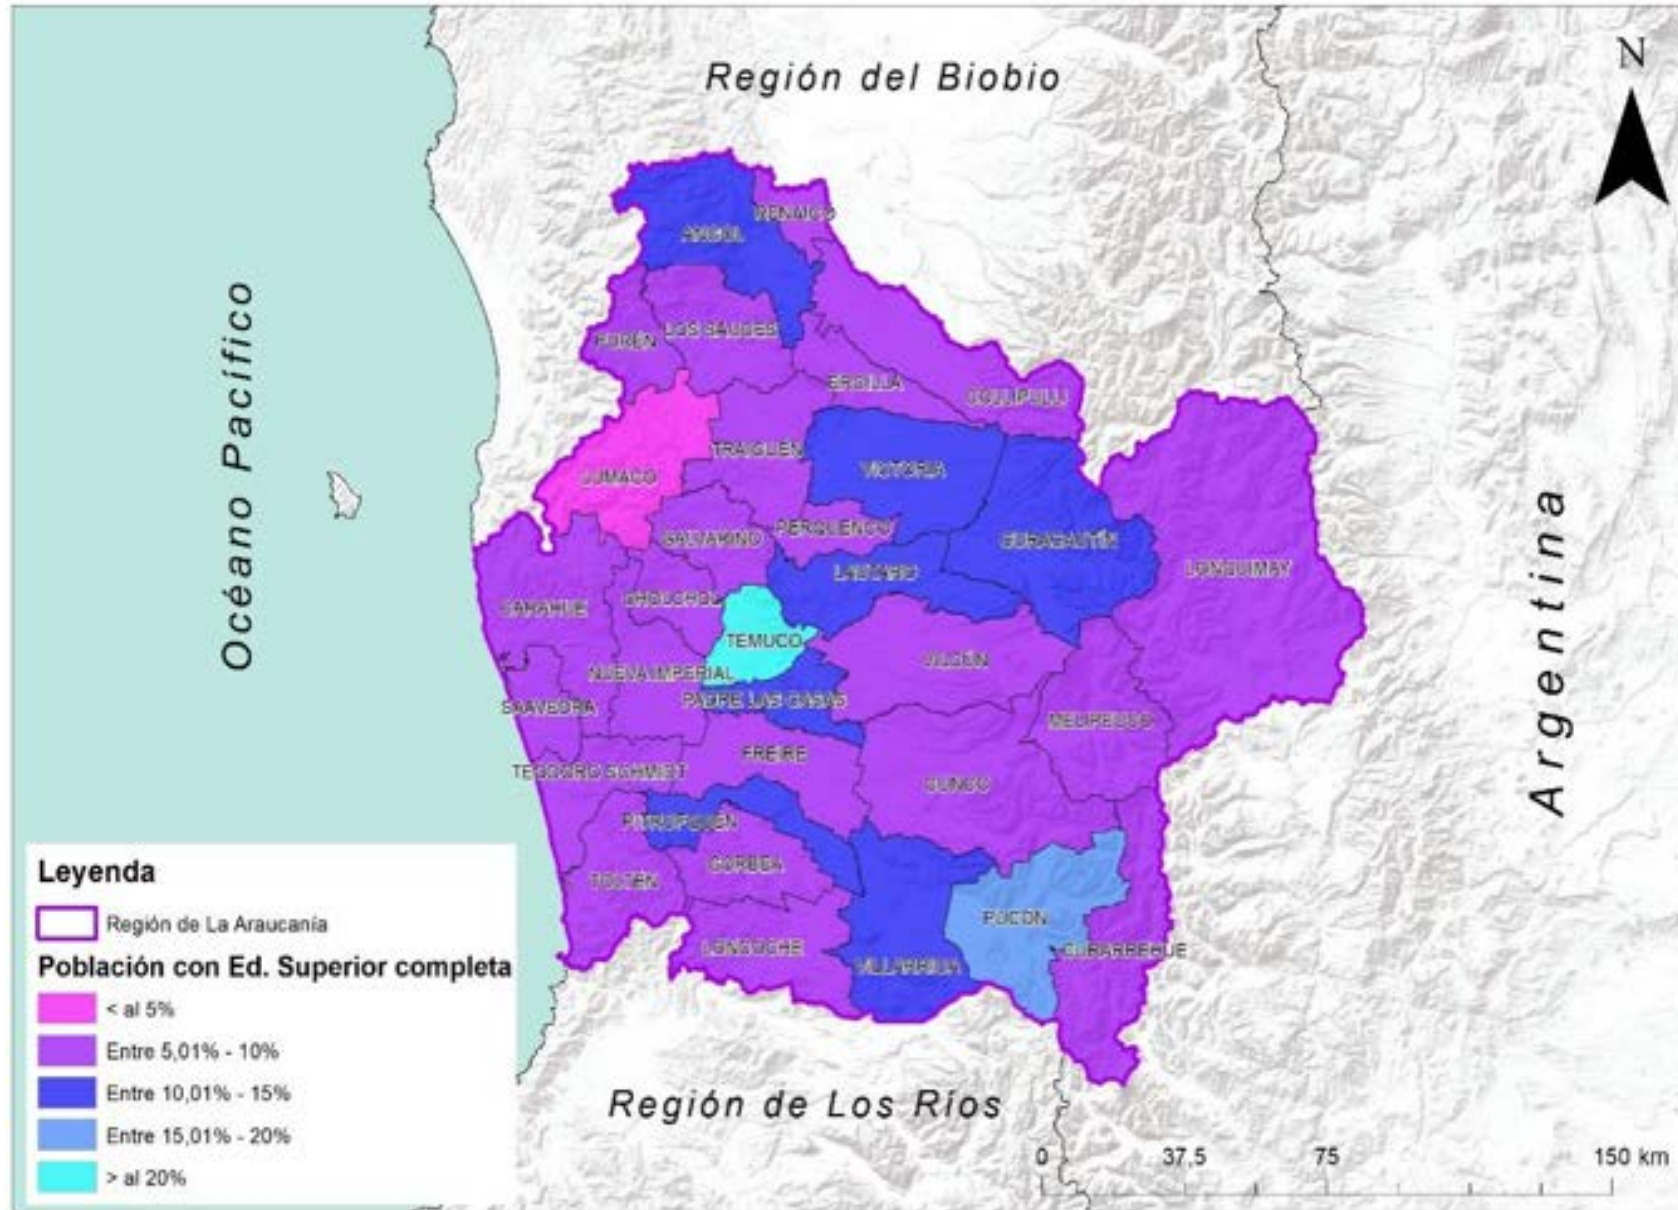 Región del Biobio
N
RENAICO
ANGOL
LOS SAUCES
PURÉN
ERCILLA
COLLIPULLI
TRAIGUÉN
VICTORIA
LUMACO
PERQUENCO
GALVARINO
CURACAUTÍN
LONQUIMAY
LAUTARO
CHOLCHOL
CARAHUE
TEMUCO
VILCÚN
NUEVA IMPERIAL
PADRE LAS CASAS
SAAVEDRA
MELIPEUCO
FREIRE
TEODORO SCHMIDT
CUNCO
PITRUFQUÉN
GORBEA
TOLTÉN
PUCÓN
LONCOCHE
VILLARRICA
CURARREHUE
Océano Pacífico
Argentina
Región de Los Ríos
Leyenda
Región de La Araucanía
Población con Ed. Superior completa
< al 5%
Entre 5,01% - 10%
Entre 10,01% - 15%
Entre 15,01% - 20%
> al 20%
0 37,5 75 150 km